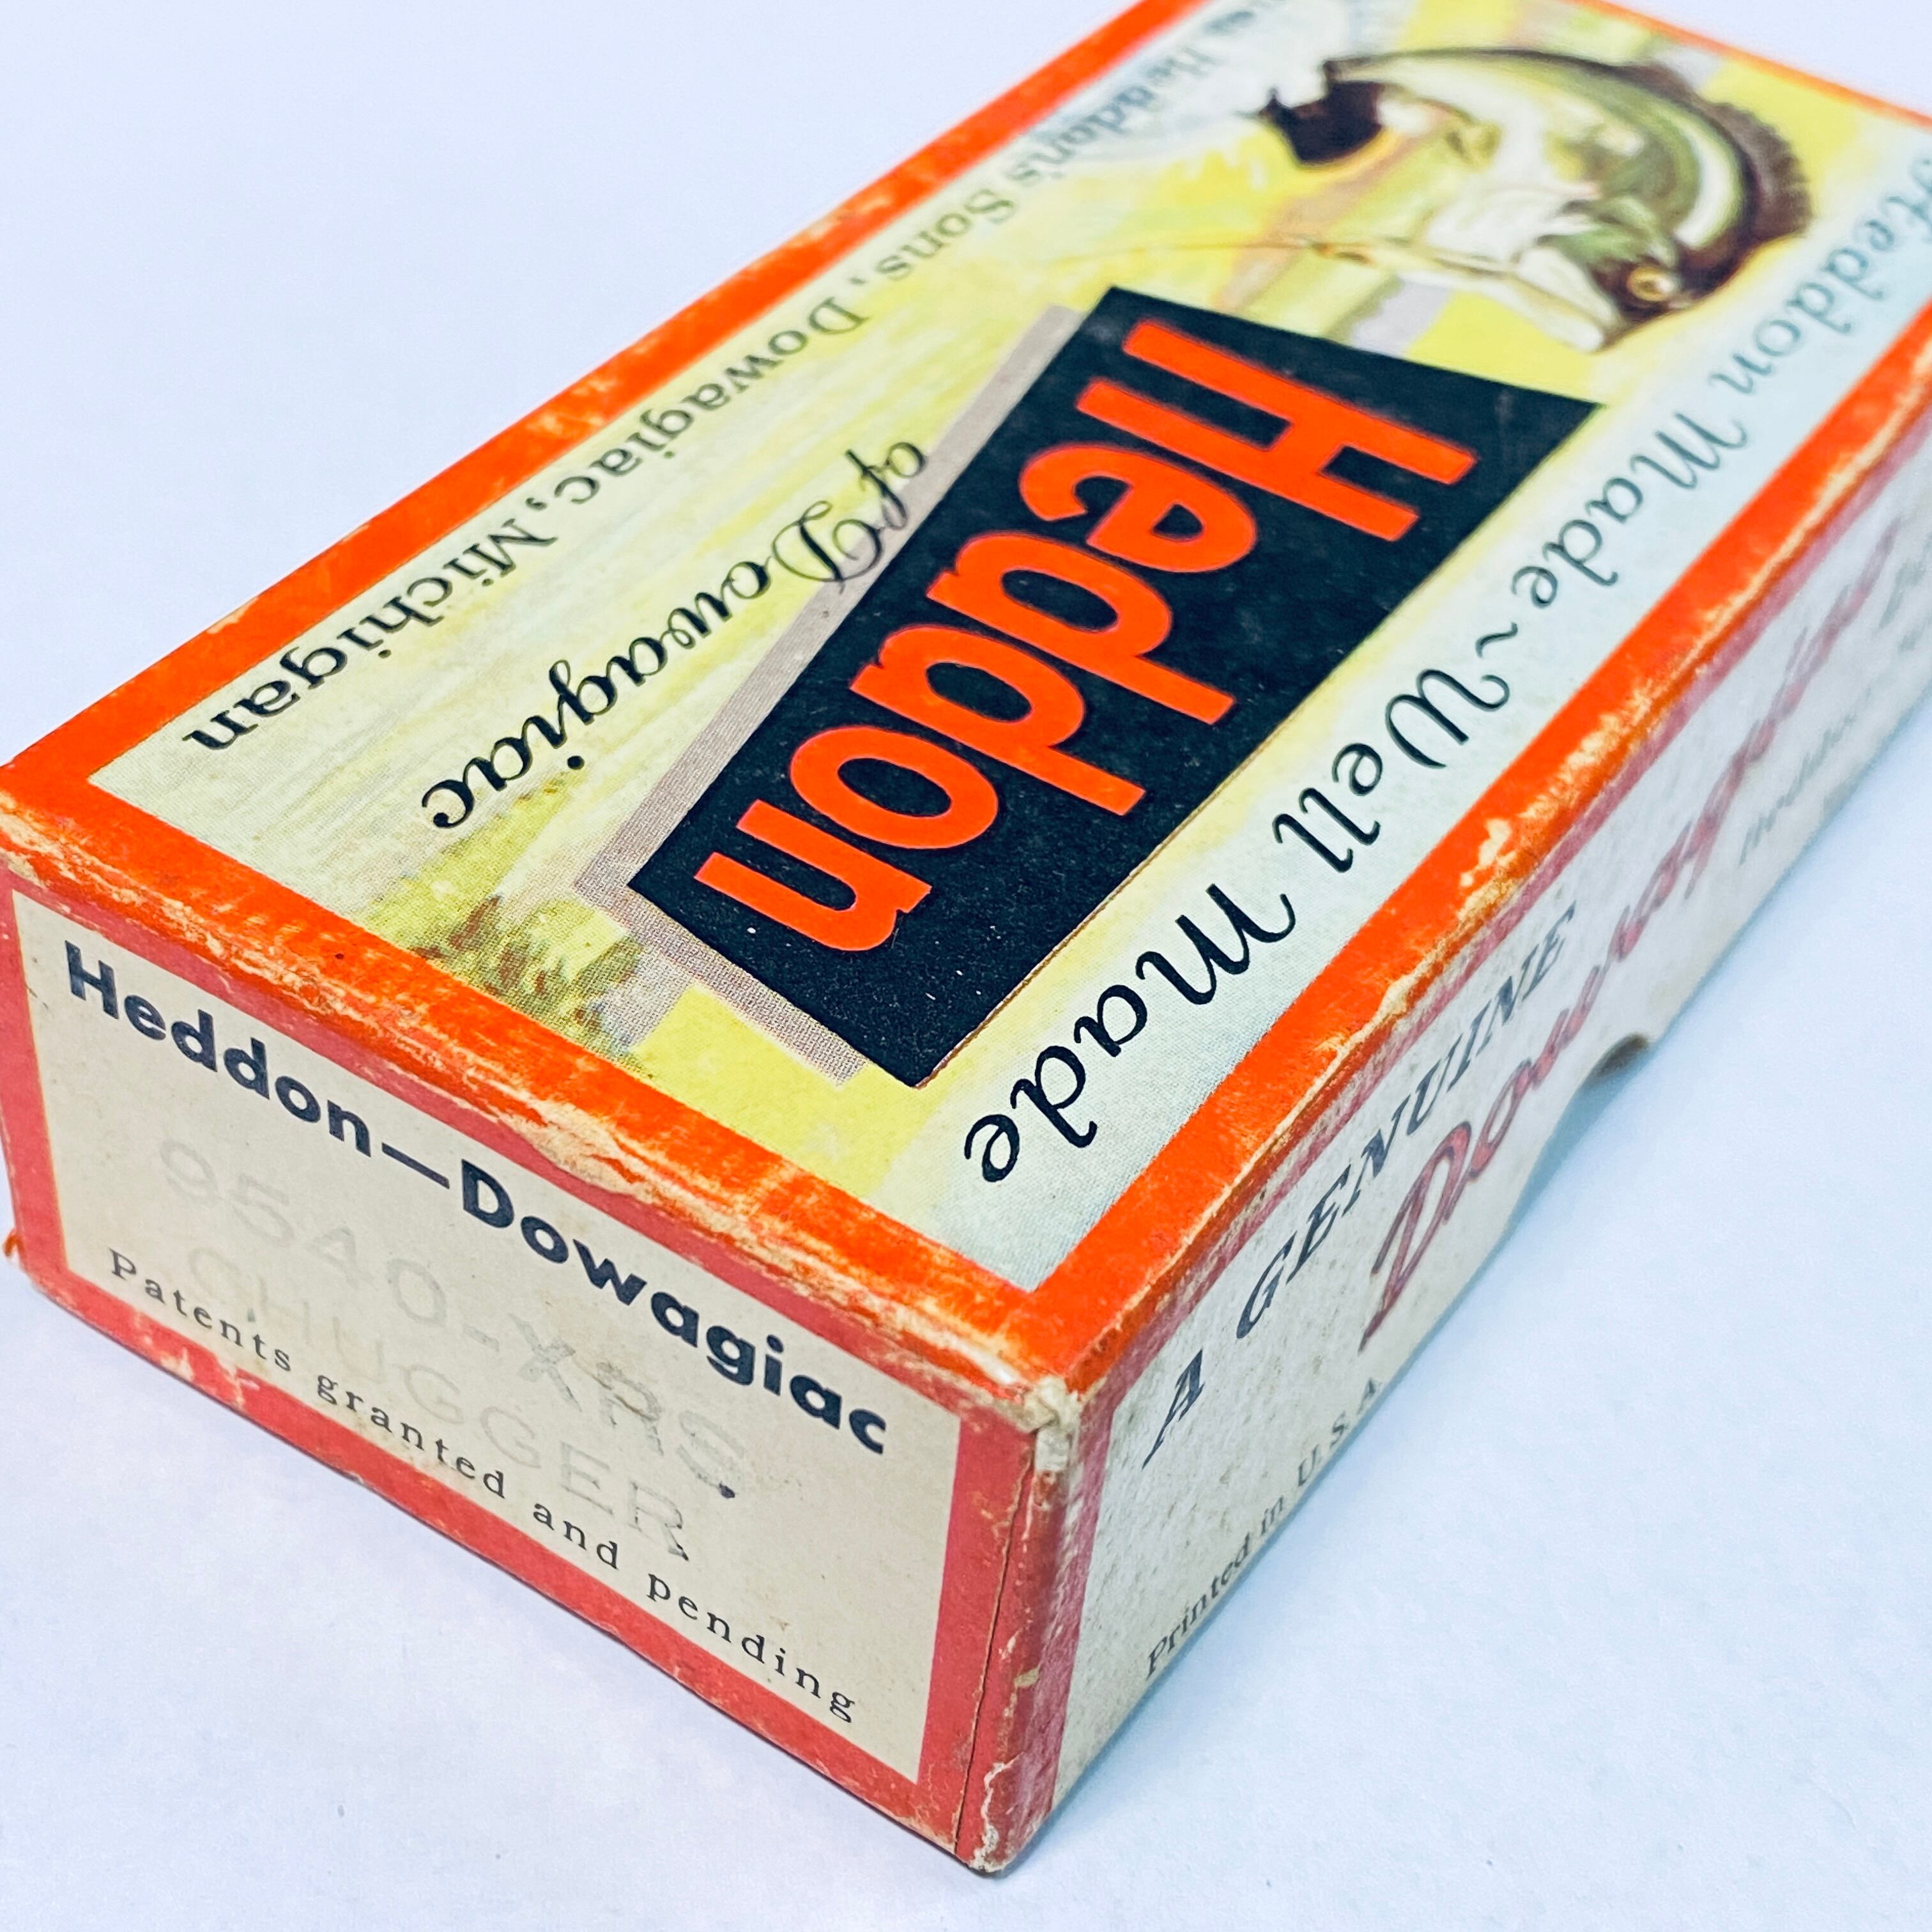 Heddon Made ~ Well Made
Heddon
of Dowagiac
Heddon's Sons, Dowagiac, Michigan
Heddon—Dowagiac
9540-XRS
CHUGGER
Patents granted and pending
A GENUINE
Dowagiac
Printed in U. S. A.